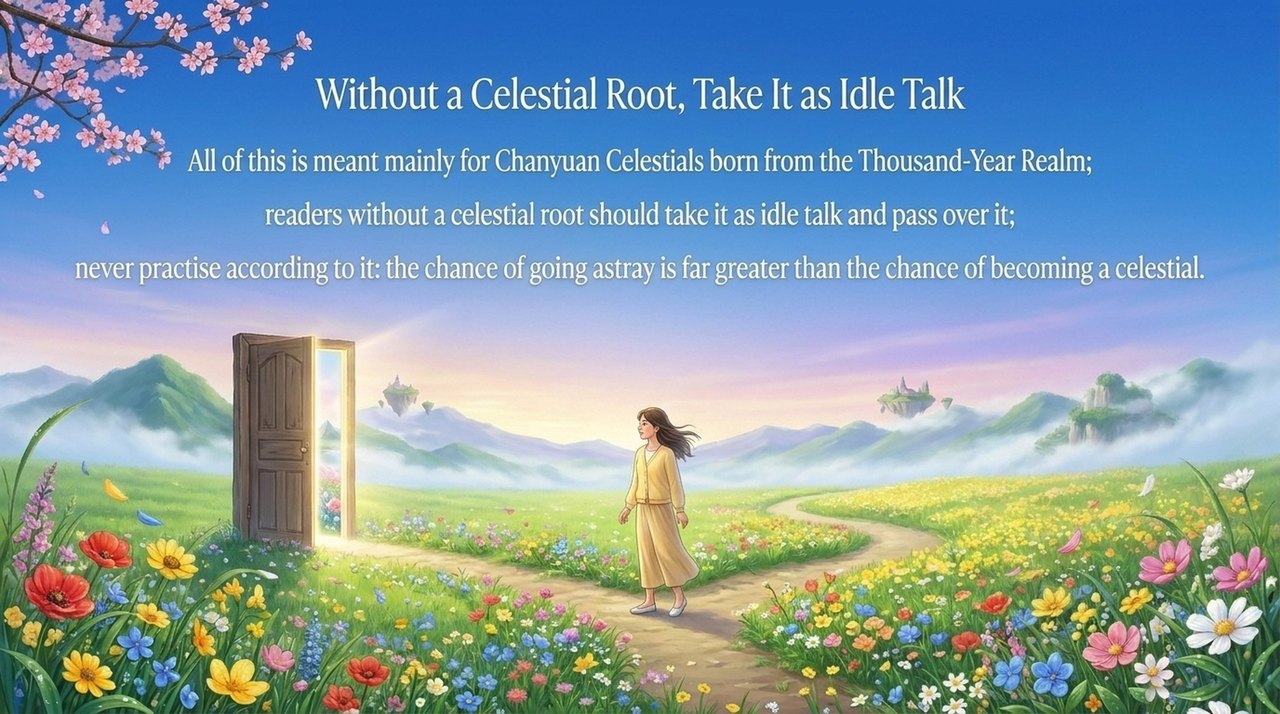 Without a Celestial Root, Take It as Idle Talk
All of this is meant mainly for Chanyuan Celestials born from the Thousand-Year Realm;
readers without a celestial root should take it as idle talk and pass over it;
never practise according to it: the chance of going astray is far greater than the chance of becoming a celestial.